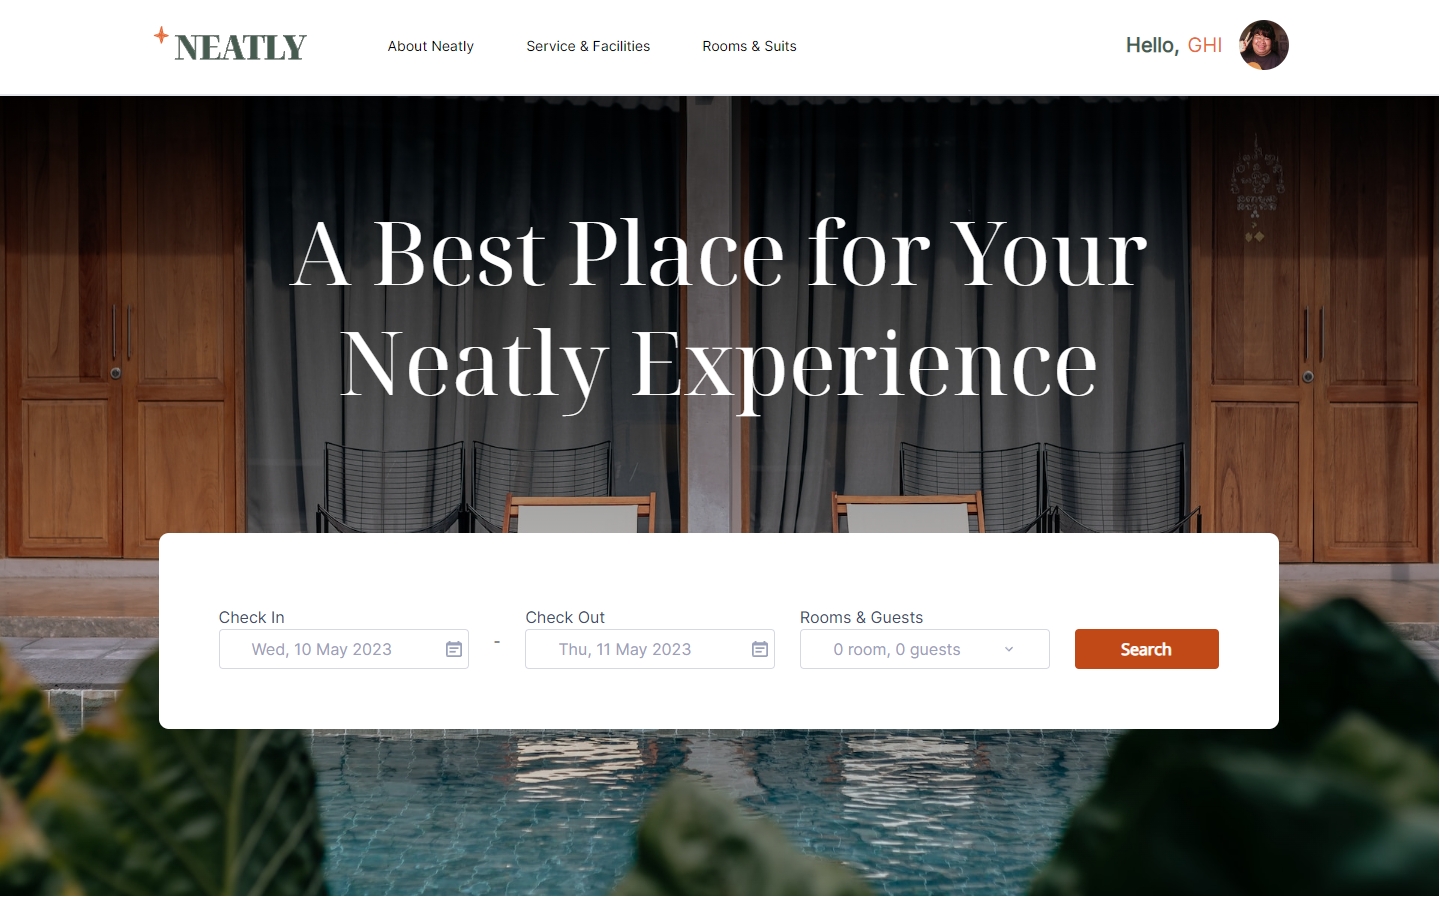 NEATLY
About Neatly
Service & Facilities
Rooms & Suits
Hello, GHI
A Best Place for Your
Neatly Experience
Check In
Wed, 10 May 2023
-
Check Out
Thu, 11 May 2023
Rooms & Guests
0 room, 0 guests
Search